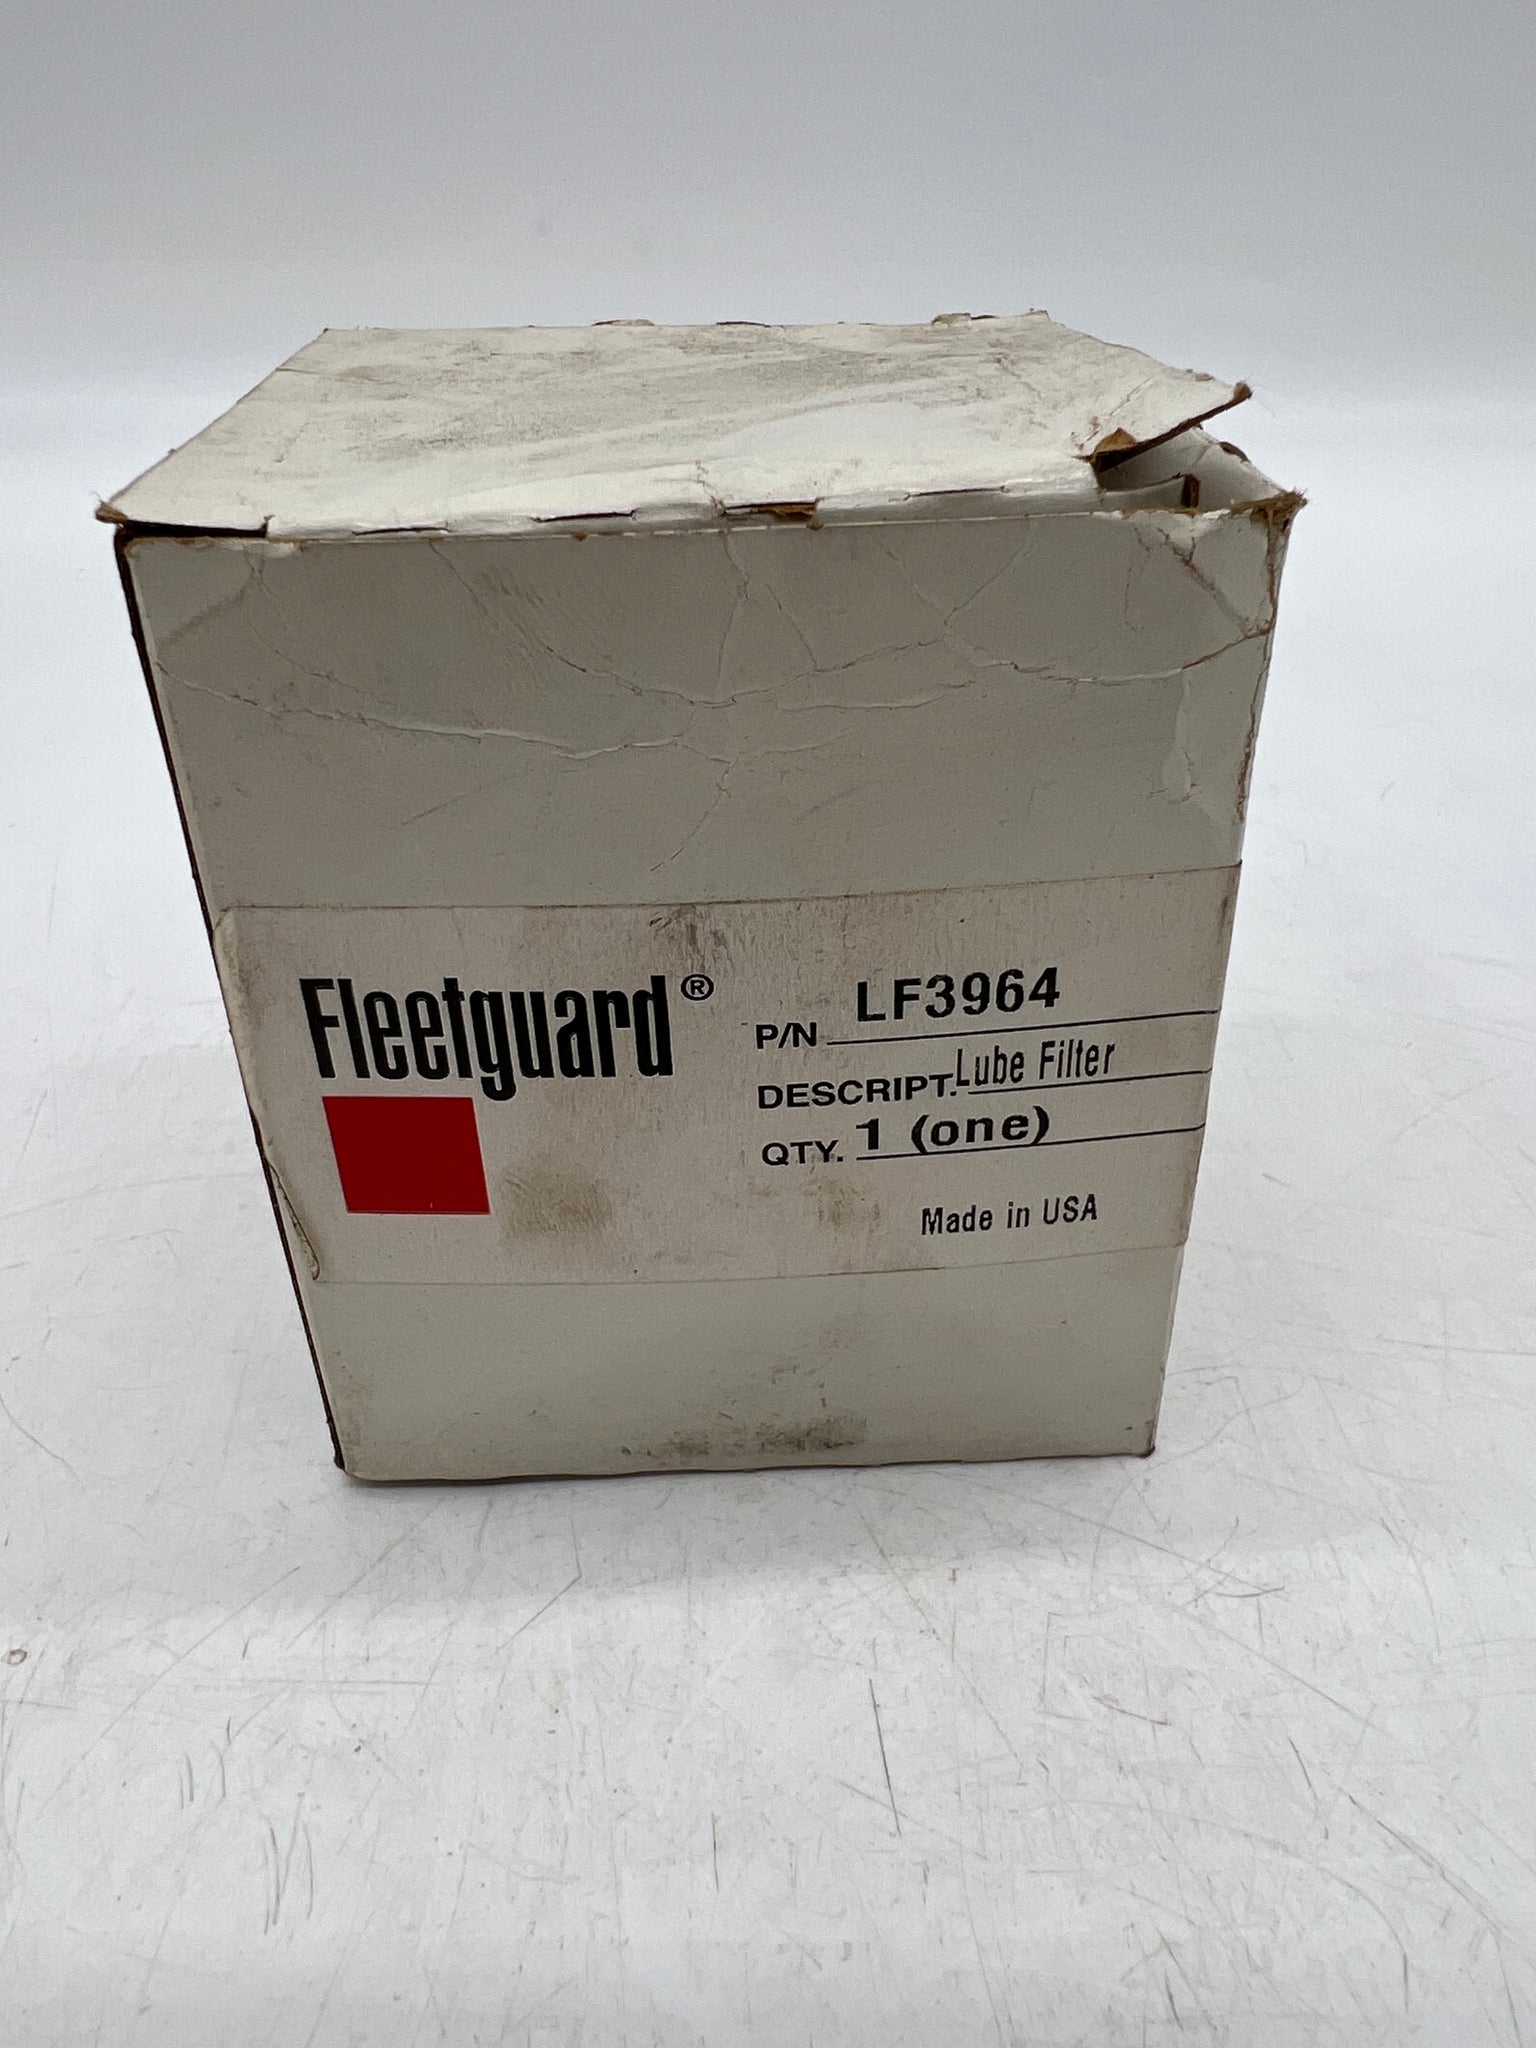 Fleetguard®
P/N LF3964
DESCRIPT. Lube Filter
QTY. 1 (one)
Made in USA